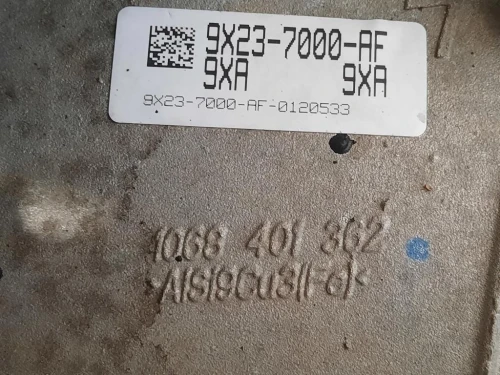 9X23-7000-AF
9XA 9XA
9X23-7000-AF-0120533
1068 401 362
>AlSi9Cu3(Fe)<